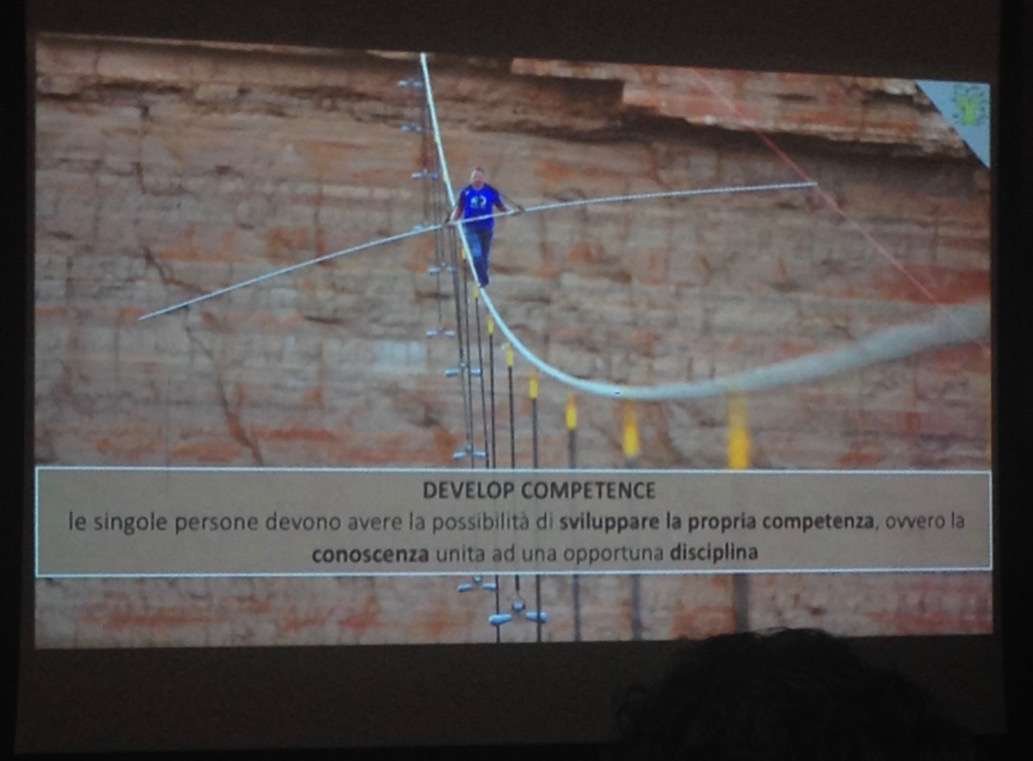 DEVELOP COMPETENCE
le singole persone devono avere la possibilità di sviluppare la propria competenza, ovvero la
conoscenza unita ad una opportuna disciplina